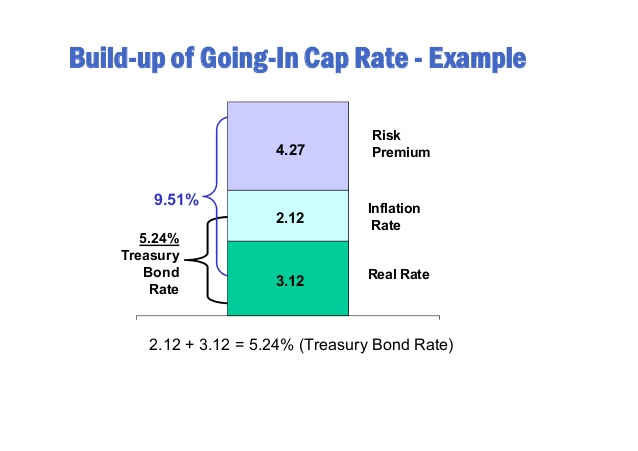 Build-up of Going-In Cap Rate - Example
4.27
Risk
Premium
9.51%
2.12
Inflation
Rate
5.24%
Treasury
Bond
Rate
3.12
Real Rate
2.12 + 3.12 = 5.24% (Treasury Bond Rate)